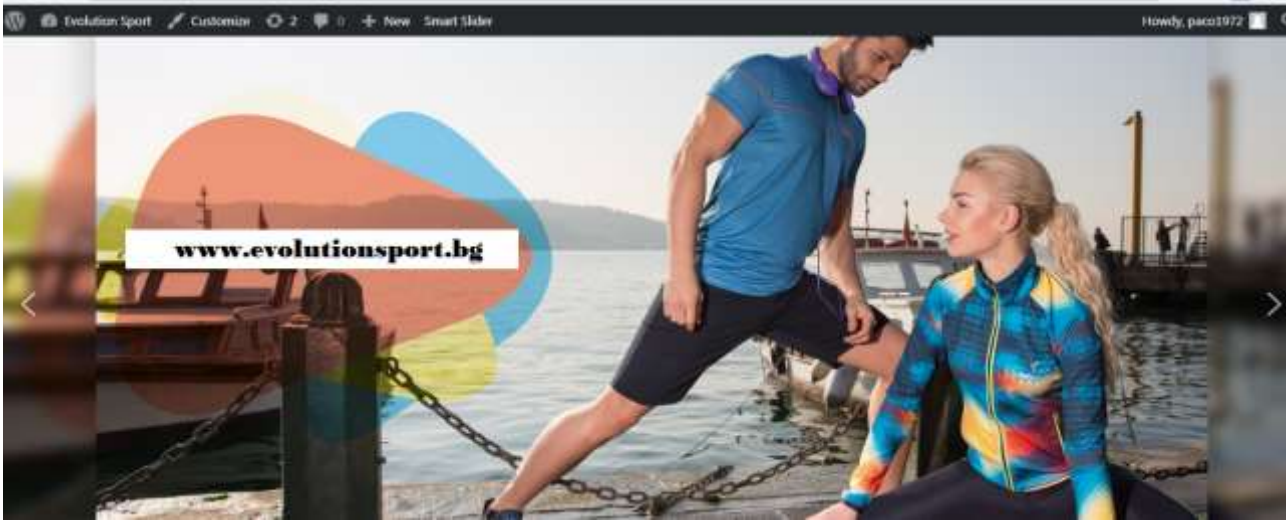 Evolution Sport Customize 2 0 New Smart Slider Howdy, paco1972
www.evolutionsport.bg